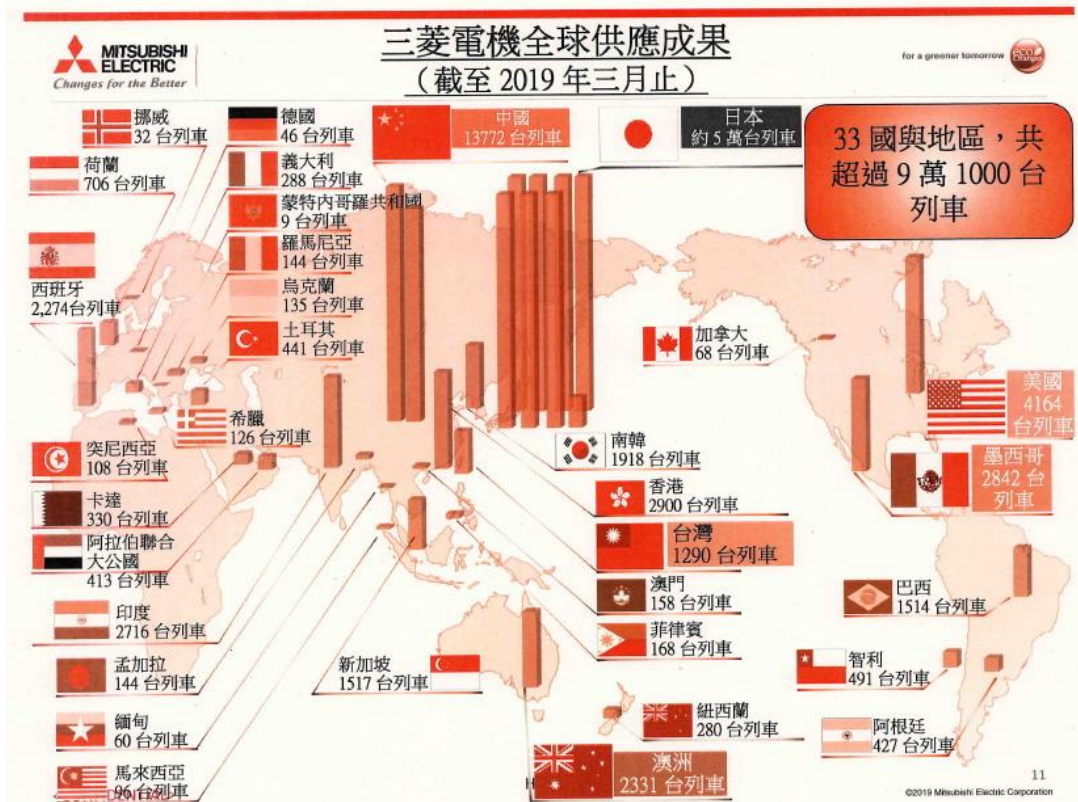 MITSUBISHI
ELECTRIC
Changes for the Better
三菱電機全球供應成果
（截至 2019 年三月止）
for a greener tomorrow
eco
Changes
33 國與地區，共
超過 9 萬 1000 台
列車
挪威
32 台列車
德國
46 台列車
中國
13772 台列車
日本
約 5 萬台列車
荷蘭
706 台列車
義大利
288 台列車
蒙特內哥羅共和國
9 台列車
羅馬尼亞
144 台列車
西班牙
2,274台列車
烏克蘭
135 台列車
土耳其
441 台列車
加拿大
68 台列車
美國
4164
台列車
希臘
126 台列車
突尼西亞
108 台列車
南韓
1918 台列車
墨西哥
2842 台
列車
卡達
330 台列車
香港
2900 台列車
阿拉伯聯合
大公國
413 台列車
台灣
1290 台列車
印度
2716 台列車
澳門
158 台列車
巴西
1514 台列車
菲律賓
168 台列車
孟加拉
144 台列車
新加坡
1517 台列車
智利
491 台列車
緬甸
60 台列車
紐西蘭
280 台列車
阿根廷
427 台列車
馬來西亞
96 台列車
澳洲
2331 台列車
11
©2019 Mitsubishi Electric Corporation